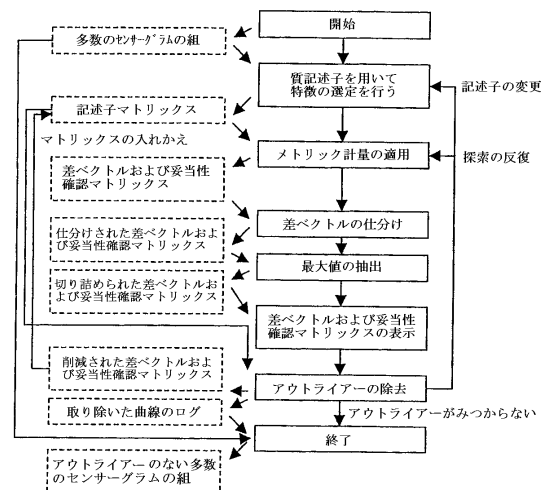 開始
多数のセンサーグラムの組
質記述子を用いて
特徴の選定を行う
記述子の変更
記述子マトリックス
マトリックスの入れかえ
メトリック計量の適用
探索の反復
差ベクトルおよび妥当性
確認マトリックス
差ベクトルの仕分け
仕分けされた差ベクトルおよ
び妥当性確認マトリックス
最大値の抽出
切り詰められた差ベクトルお
よび妥当性確認マトリックス
差ベクトルおよび妥当性
確認マトリックスの表示
削減された差ベクトルおよ
び妥当性確認マトリックス
アウトライアーの除去
取り除いた曲線のログ
アウトライアーがみつからない
終了
アウトライアーのない多数
のセンサーグラムの組